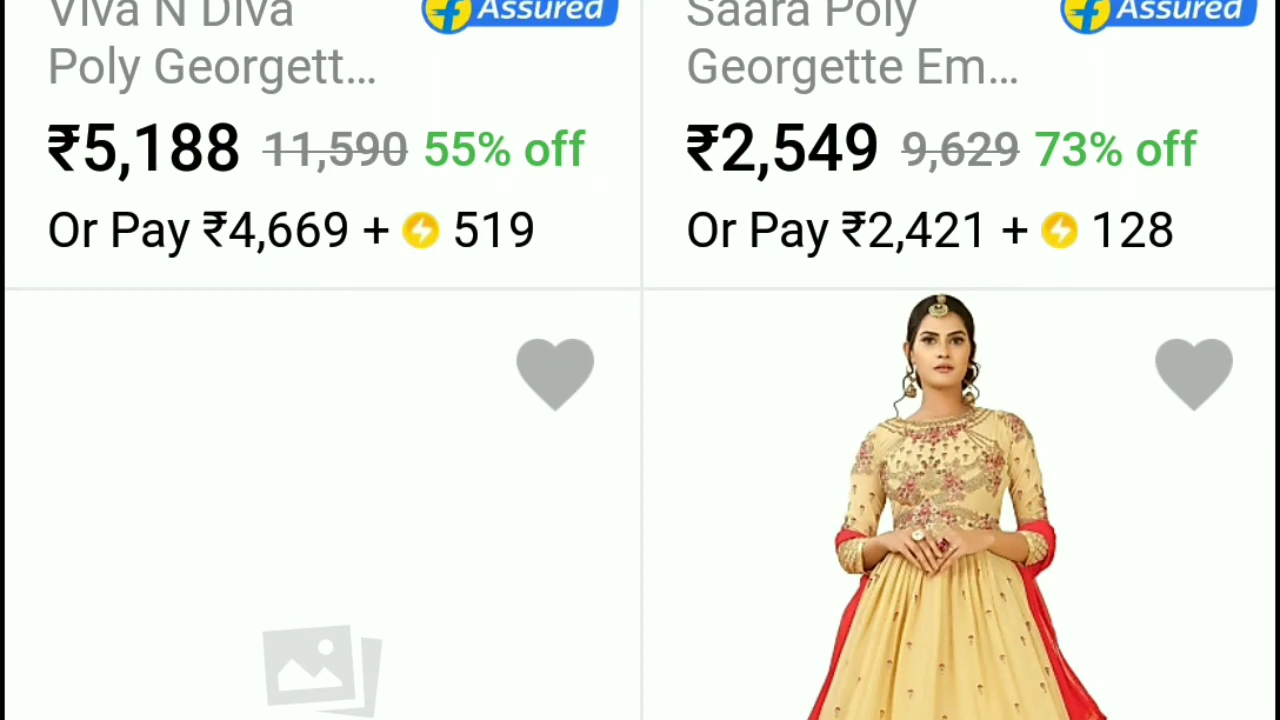 Viva N Diva
Assured
Poly Georgett...
₹5,188 11,590 55% off
Or Pay ₹4,669 + 519
Saara Poly
Assured
Georgette Em...
₹2,549 9,629 73% off
Or Pay ₹2,421 + 128